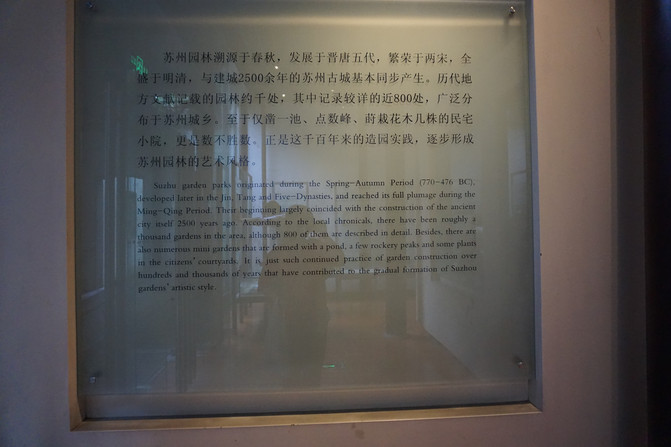 苏州园林溯源于春秋，发展于晋唐五代，繁荣于两宋，全
盛于明清，与建城2500余年的苏州古城基本同步产生。历代地
方文献记载的园林约千处，其中记录较详的近800处，广泛分
布于苏州城乡。至于仅凿一池、点数峰、莳栽花木几株的民宅
小院，更是数不胜数。正是这千百年来的造园实践，逐步形成
苏州园林的艺术风格。
Suzhu garden parks originated during the Spring-Autumn Period (770-476 BC),
developed later in the Jin, Tang and Five-Dynasties, and reached its full plumage during the
Ming-Qing Period. Their beginning largely coincided with the construction of the ancient
city itself 2500 years ago. According to the local chronicals, there have been roughly a
thousand gardens in the area, although 800 of them are described in detail. Besides, there are
also numerous mini gardens that are formed with a pond, a few rockery peaks and some plants
in the citizens' courtyards. It is just such continued practice of garden construction over
hundreds and thousands of years that have contributed to the gradual formation of Suzhou
gardens' artistic style.